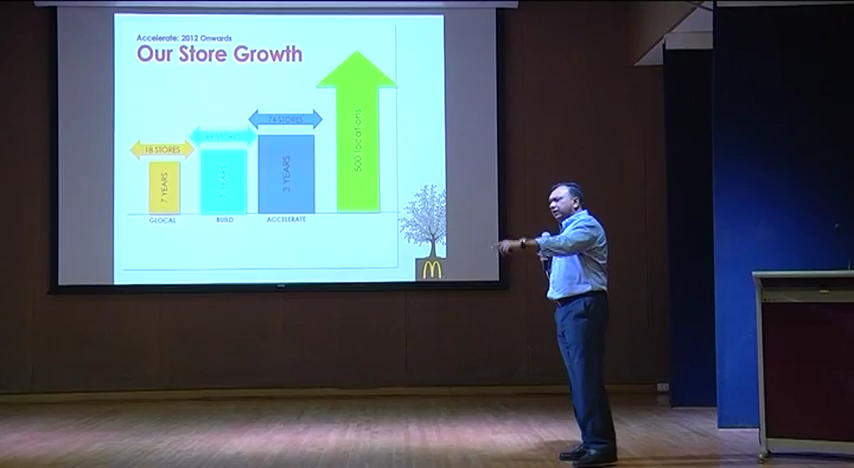 Accelerate: 2012 Onwards
Our Store Growth
18 STORES
74 STORES
7 YEARS
3 YEARS
500 locations
GLOCAL
BUILD
ACCELERATE